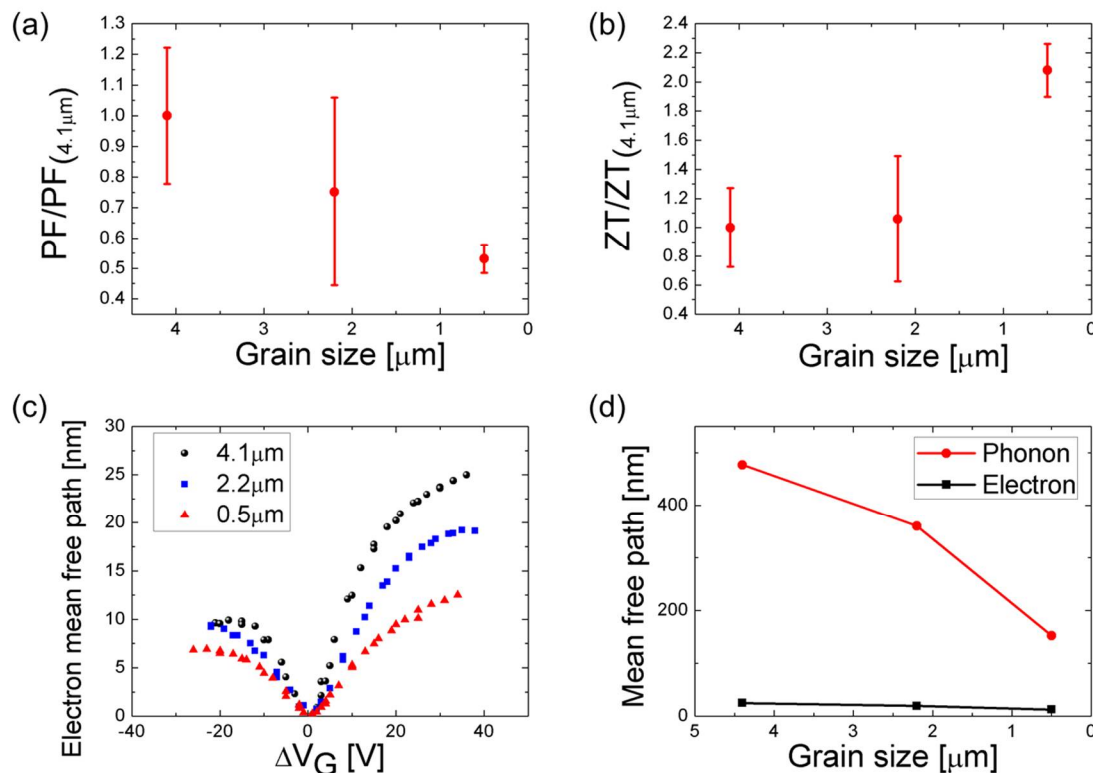 (a)
PF/PF(4.1μm)
1.3
1.2
1.1
1.0
0.9
0.8
0.7
0.6
0.5
0.4
4 3 2 1 0
Grain size [μm]
(b)
ZT/ZT(4.1μm)
2.4
2.2
2.0
1.8
1.6
1.4
1.2
1.0
0.8
0.6
0.4
4 3 2 1 0
Grain size [μm]
(c)
Electron mean free path [nm]
30
25
20
15
10
5
0
4.1μm
2.2μm
0.5μm
-40 -20 0 20 40
ΔVG [V]
(d)
Mean free path [nm]
400
200
0
Phonon
Electron
5 4 3 2 1 0
Grain size [μm]